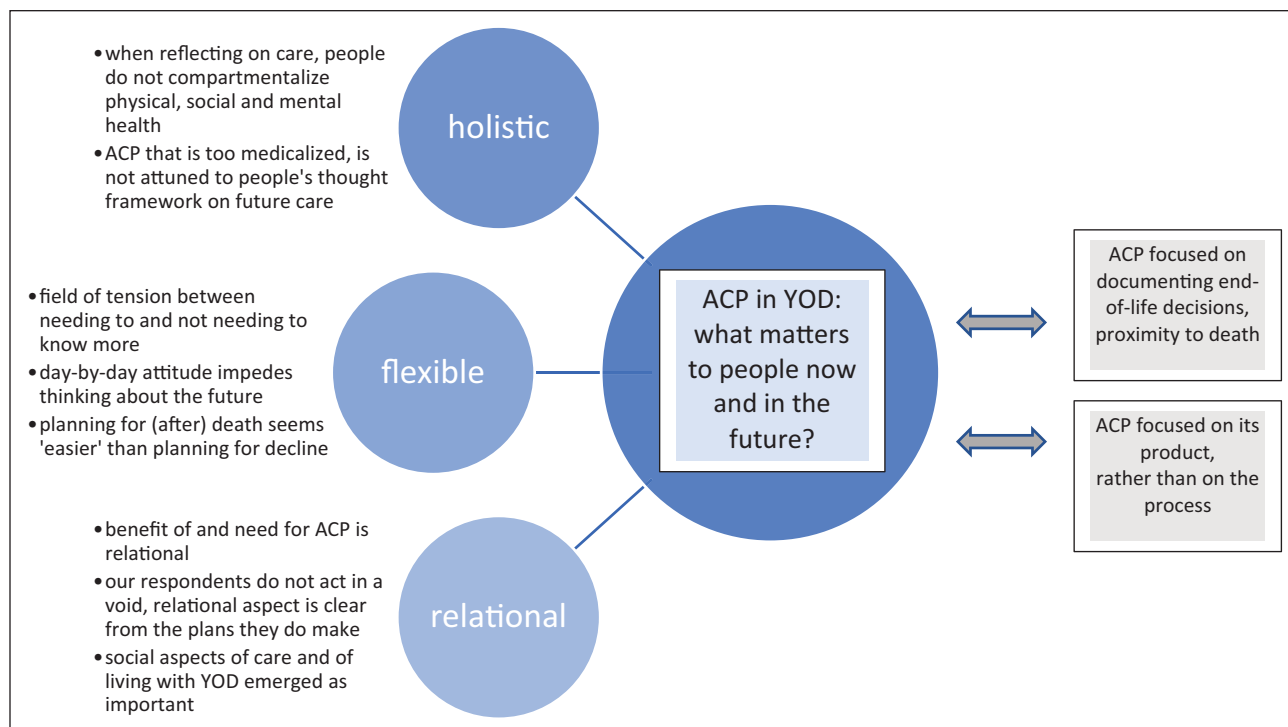 •when reflecting on care, people
do not compartmentalize
physical, social and mental
health
•ACP that is too medicalized, is
not attuned to people's thought
framework on future care
holistic
•field of tension between
needing to and not needing to
know more
•day-by-day attitude impedes
thinking about the future
•planning for (after) death seems
'easier' than planning for decline
flexible
•benefit of and need for ACP is
relational
•our respondents do not act in a
void, relational aspect is clear
from the plans they do make
•social aspects of care and of
living with YOD emerged as
important
relational
ACP in YOD:
what matters
to people now
and in the
future?
ACP focused on
documenting end-
of-life decisions,
proximity to death
ACP focused on its
product,
rather than on the
process